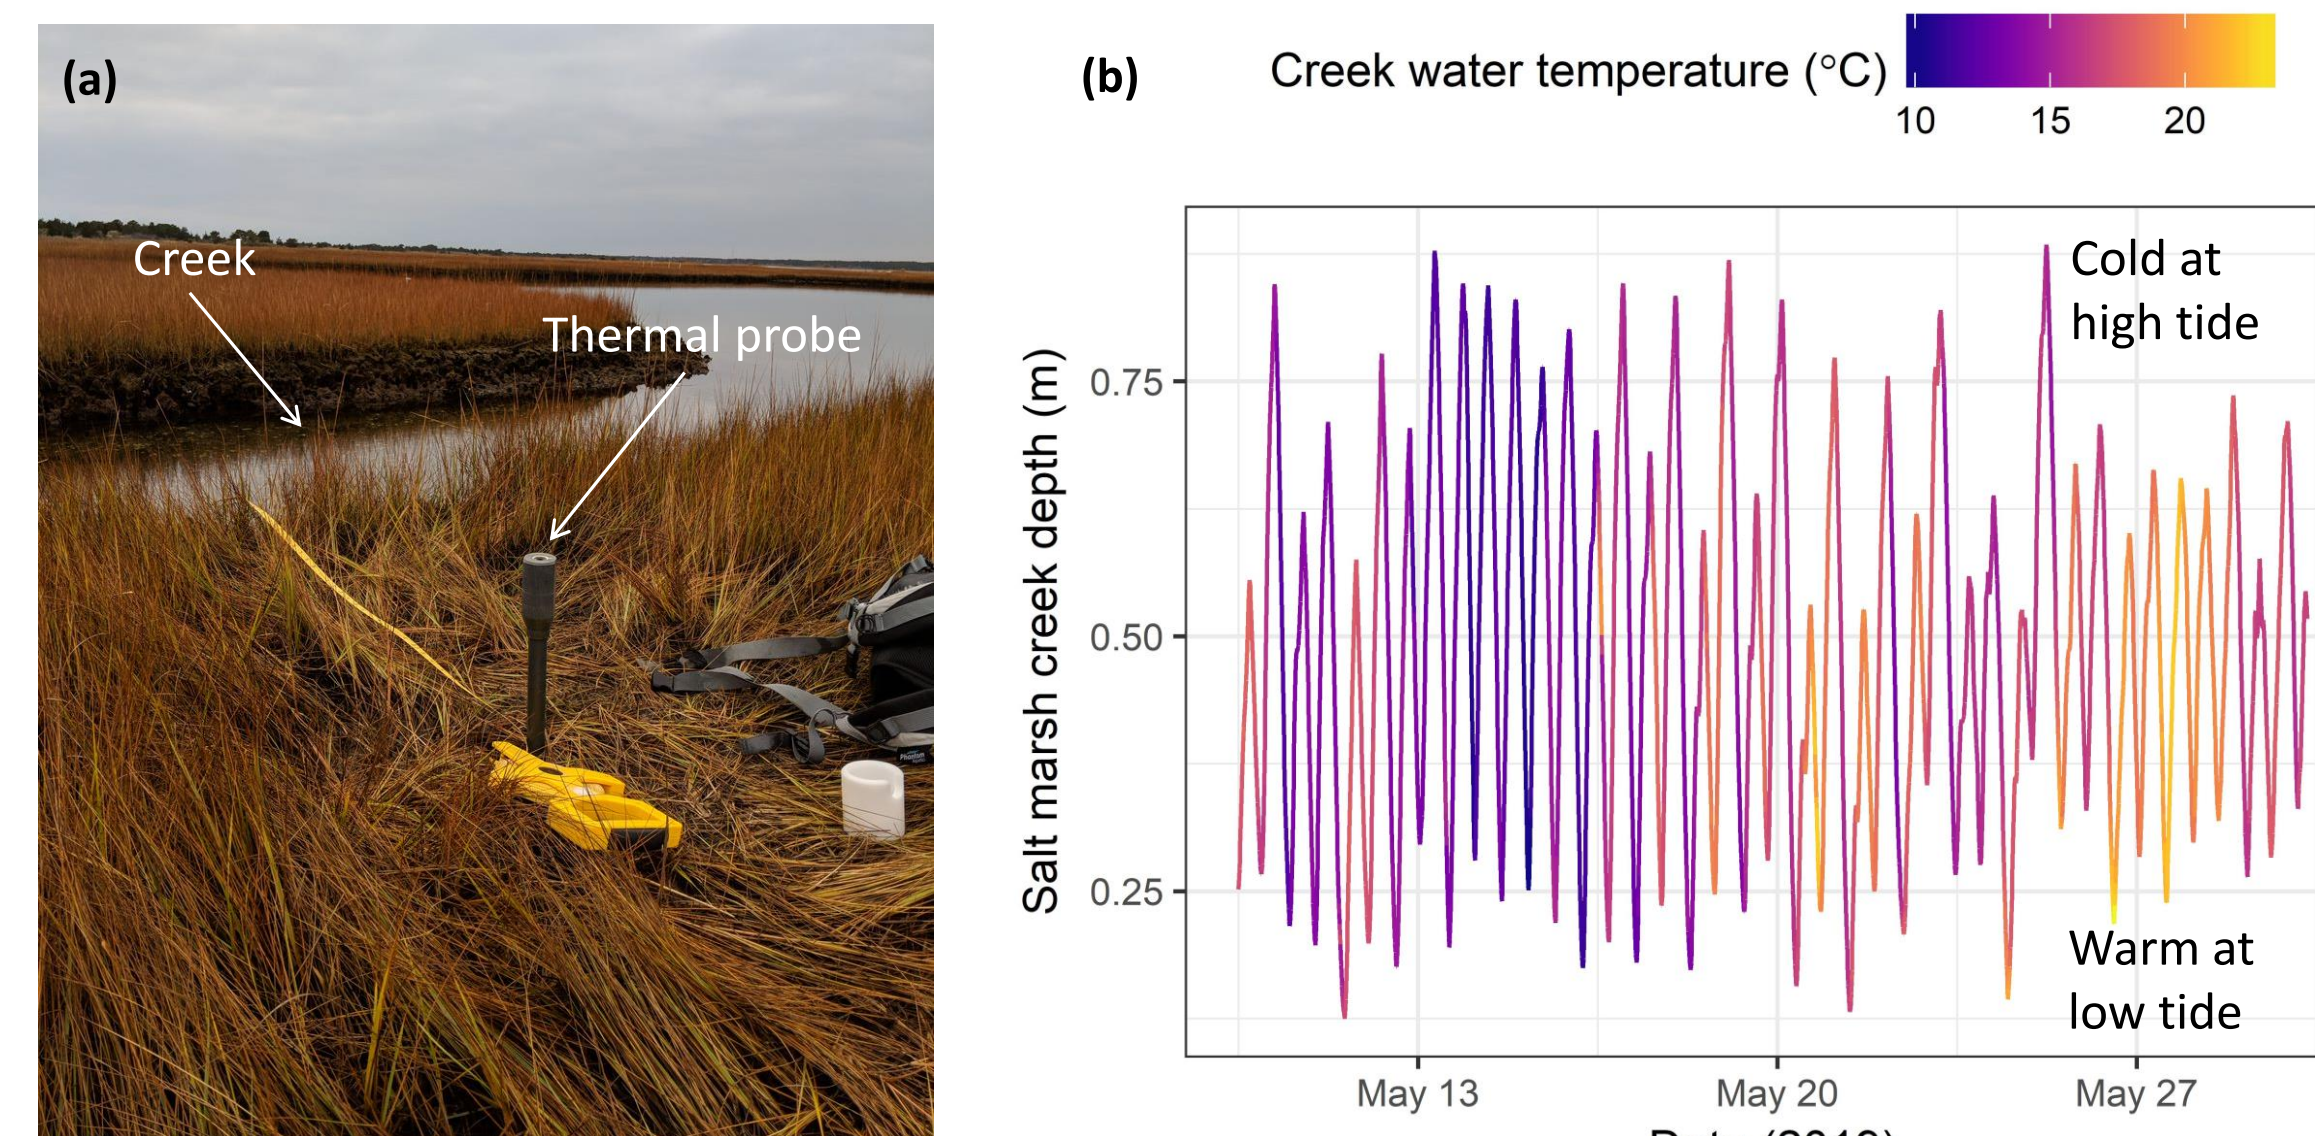 (a)
Creek
Thermal probe
(b)
Creek water temperature (°C)
10 15 20
Salt marsh creek depth (m)
0.75
0.50
0.25
Cold at
high tide
Warm at
low tide
May 13 May 20 May 27